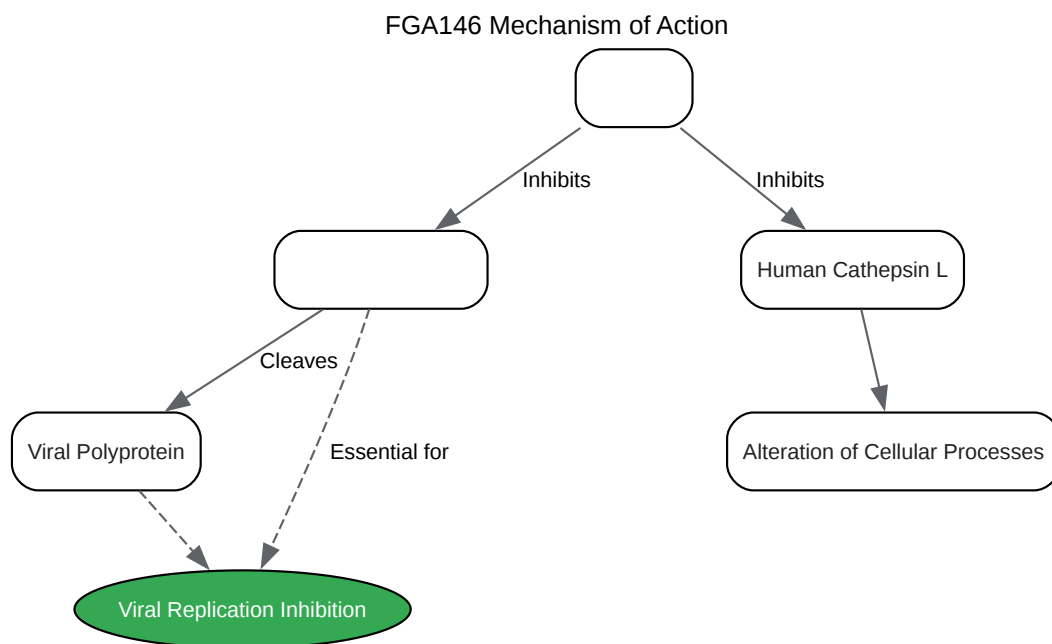 FGA146 Mechanism of Action
Inhibits
Inhibits
Human Cathepsin L
Cleaves
Viral Polyprotein
Essential for
Alteration of Cellular Processes
Viral Replication Inhibition